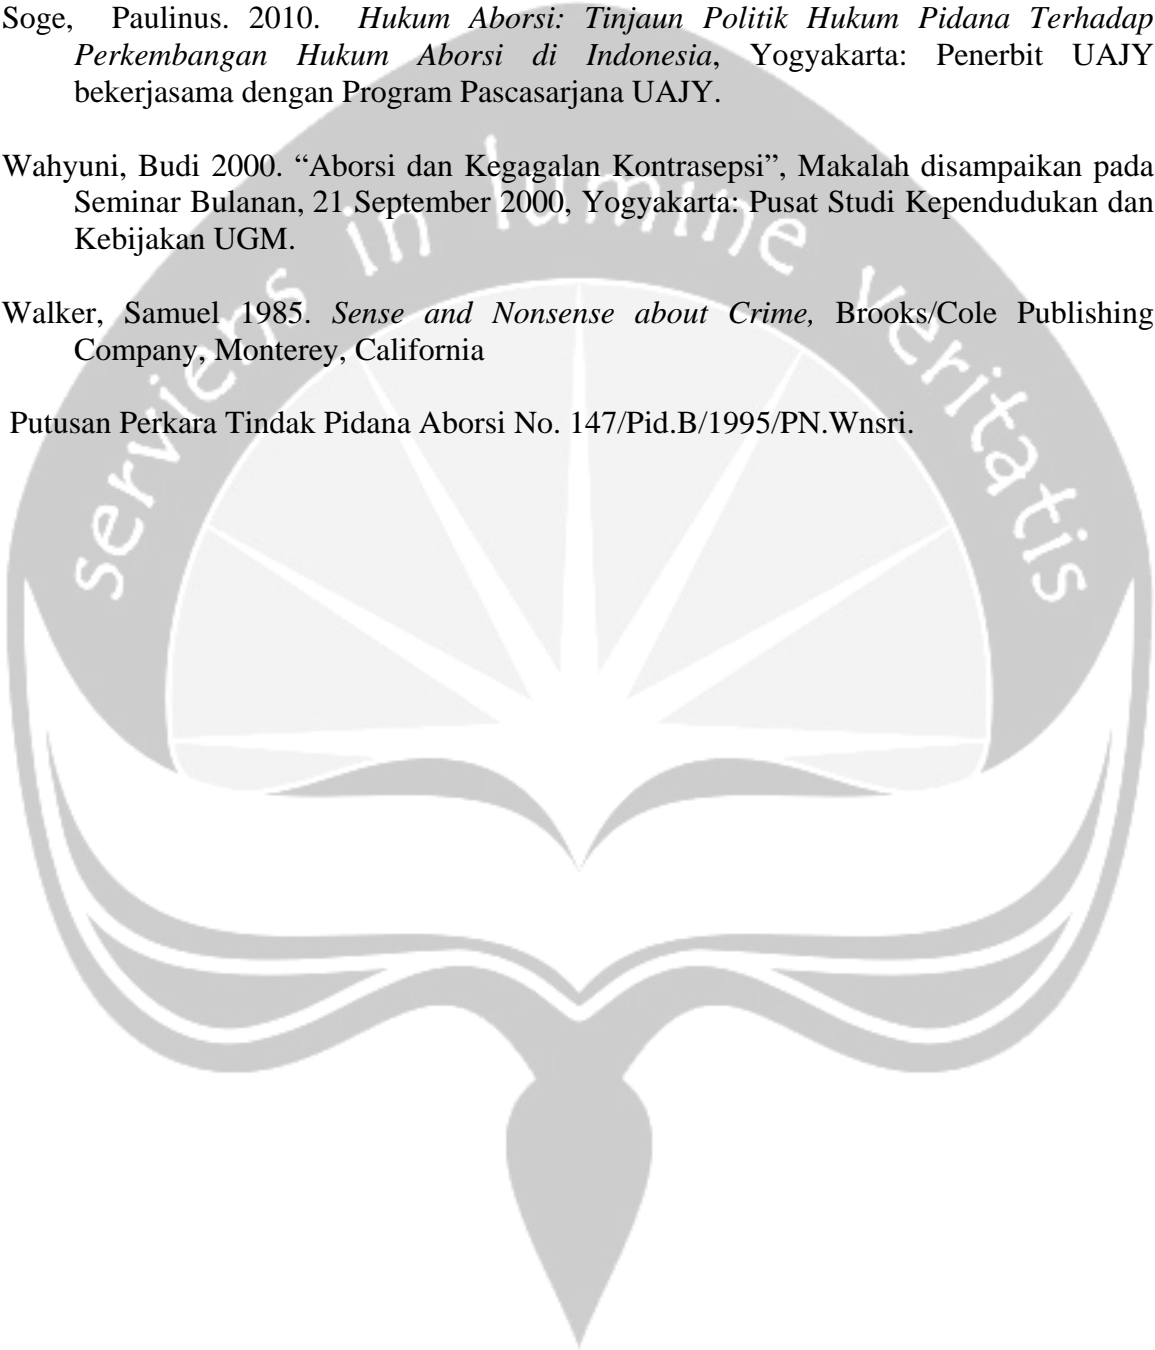 Soge, Paulinus. 2010. Hukum Aborsi: Tinjaun Politik Hukum Pidana Terhadap
Perkembangan Hukum Aborsi di Indonesia, Yogyakarta: Penerbit UAJY
bekerjasama dengan Program Pascasarjana UAJY.
Wahyuni, Budi 2000. “Aborsi dan Kegagalan Kontrasepsi”, Makalah disampaikan pada
Seminar Bulanan, 21 September 2000, Yogyakarta: Pusat Studi Kependudukan dan
Kebijakan UGM.
Walker, Samuel 1985. Sense and Nonsense about Crime, Brooks/Cole Publishing
Company, Monterey, California
Putusan Perkara Tindak Pidana Aborsi No. 147/Pid.B/1995/PN.Wnsri.
serviens in lumine veritatis